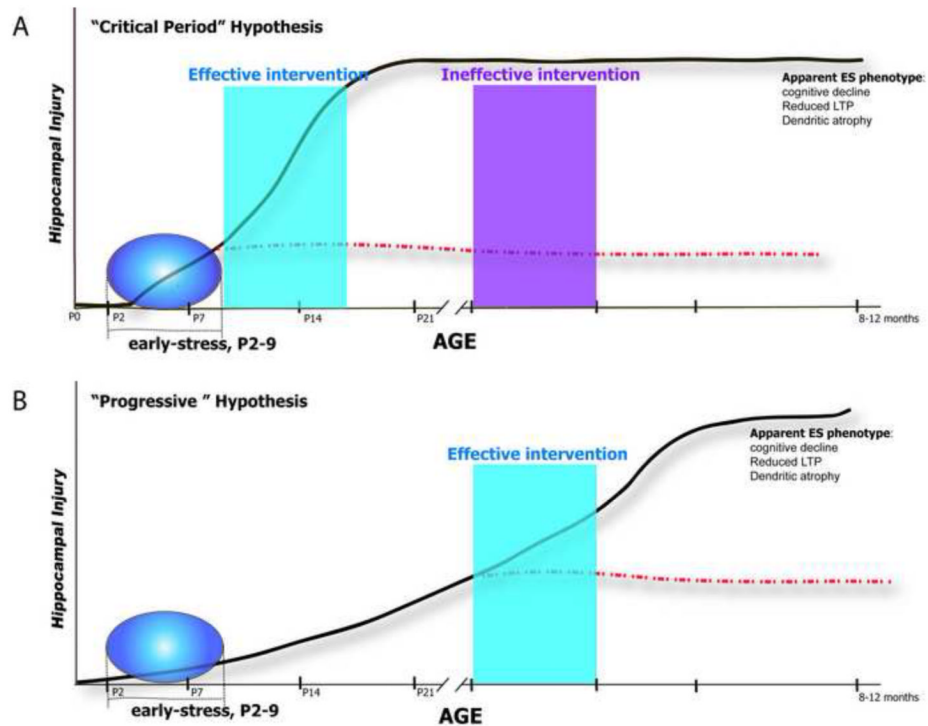 A
"Critical Period" Hypothesis
Effective intervention
Ineffective intervention
Apparent ES phenotype:
cognitive decline
Reduced LTP
Dendritic atrophy
Hippocampal Injury
P0
P2
P7
P14
P21
8-12 months
early-stress, P2-9
AGE
B
"Progressive " Hypothesis
Effective intervention
Apparent ES phenotype:
cognitive decline
Reduced LTP
Dendritic atrophy
Hippocampal Injury
P2
P7
P14
P21
8-12 months
early-stress, P2-9
AGE